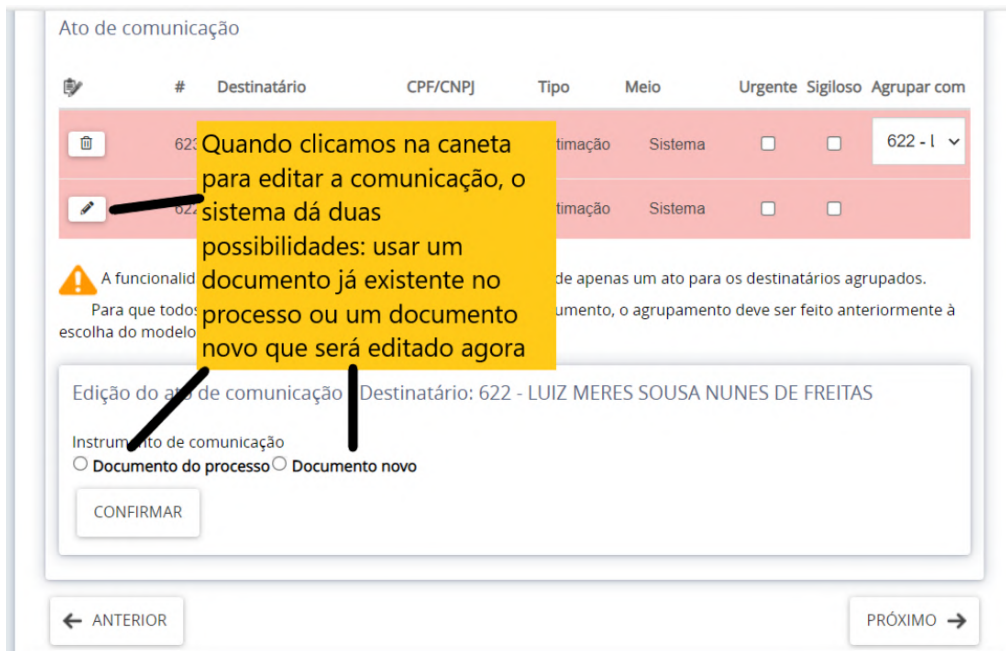 Ato de comunicação
# Destinatário CPF/CNPJ Tipo Meio Urgente Sigiloso Agrupar com
623 timação Sistema 622 - L
622 timação Sistema
Quando clicamos na caneta
para editar a comunicação, o
sistema dá duas
possibilidades: usar um
documento já existente no
processo ou um documento
novo que será editado agora
A funcionalid de apenas um ato para os destinatários agrupados.
Para que todos umento, o agrupamento deve ser feito anteriormente à
escolha do modelo
Edição do ato de comunicação Destinatário: 622 - LUIZ MERES SOUSA NUNES DE FREITAS
Instrumento de comunicação
Documento do processo Documento novo
CONFIRMAR
ANTERIOR PRÓXIMO